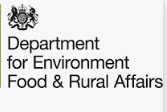 Department
for Environment
Food & Rural Affairs